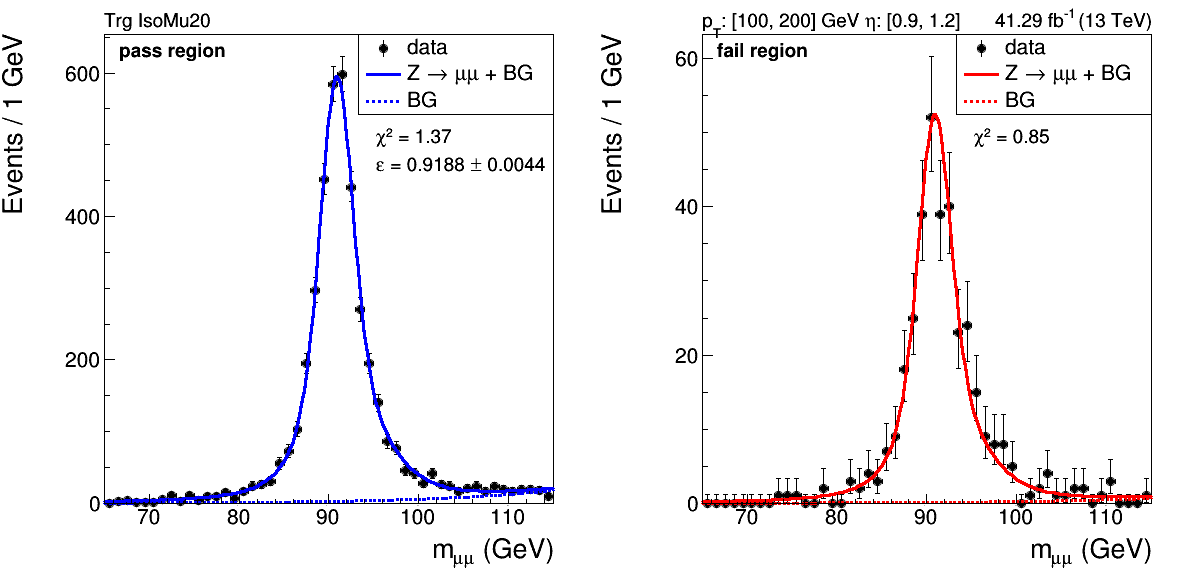 Trg IsoMu20
pass region
data
Z → μμ + BG
BG
χ² = 1.37
ε = 0.9188 ± 0.0044
Events / 1 GeV
600
400
200
0
70 80 90 100 110
mμμ (GeV)
pT: [100, 200] GeV η: [0.9, 1.2] 41.29 fb⁻¹ (13 TeV)
fail region
data
Z → μμ + BG
BG
χ² = 0.85
Events / 1 GeV
60
40
20
0
70 80 90 100 110
mμμ (GeV)